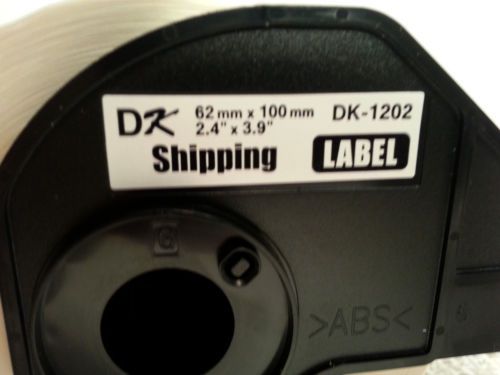 DK 62 mm x 100 mm DK-1202
2.4" x 3.9"
Shipping LABEL
G
>ABS<